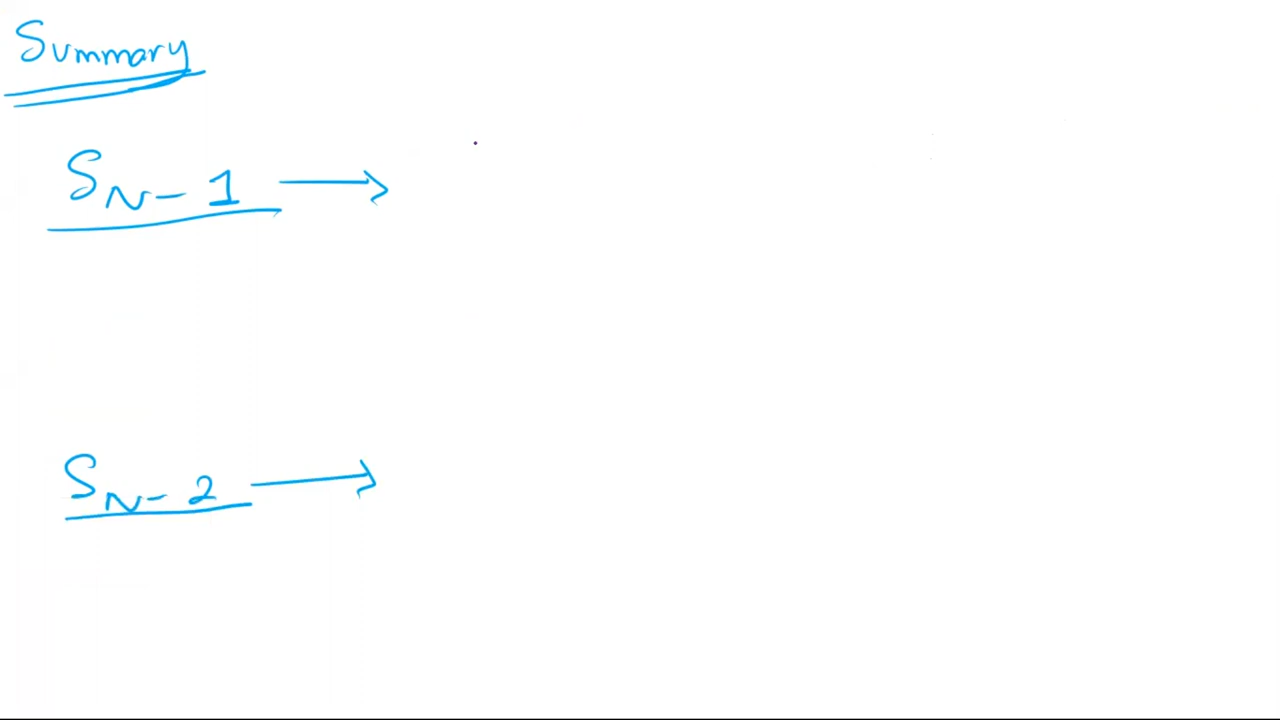 Summary
SN-1 →
SN-2 →